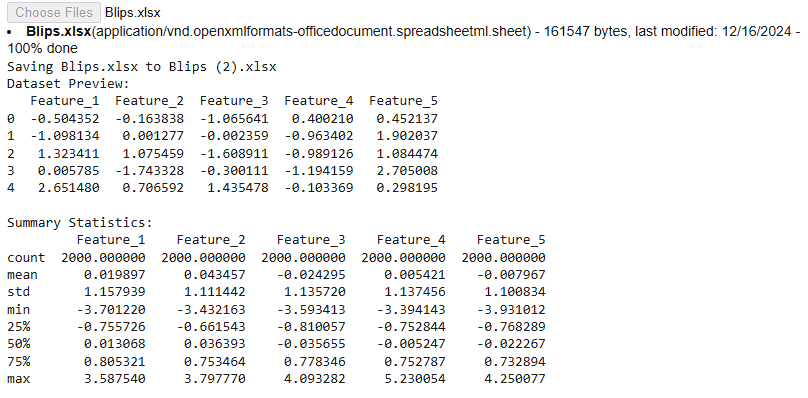 Choose Files Blips.xlsx
• Blips.xlsx(application/vnd.openxmlformats-officedocument.spreadsheetml.sheet) - 161547 bytes, last modified: 12/16/2024 -
100% done
Saving Blips.xlsx to Blips (2).xlsx
Dataset Preview:
   Feature_1  Feature_2  Feature_3  Feature_4  Feature_5
0  -0.504352  -0.163838  -1.065641   0.400210   0.452137
1  -1.098134   0.001277  -0.002359  -0.963402   1.902037
2   1.323411   1.075459  -1.608911  -0.989126   1.084474
3   0.005785  -1.743328  -0.300111  -1.194159   2.705008
4   2.651480   0.706592   1.435478  -0.103369   0.298195
Summary Statistics:
         Feature_1    Feature_2    Feature_3    Feature_4    Feature_5
count  2000.000000  2000.000000  2000.000000  2000.000000  2000.000000
mean      0.019897     0.043457    -0.024295     0.005421    -0.007967
std       1.157939     1.111442     1.135720     1.137456     1.100834
min      -3.701220    -3.432163    -3.593413    -3.394143    -3.931012
25%      -0.755726    -0.661543    -0.810057    -0.752844    -0.768289
50%       0.013068     0.036393    -0.035655    -0.005247    -0.022267
75%       0.805321     0.753464     0.778346     0.752787     0.732894
max       3.587540     3.797770     4.093282     5.230054     4.250077